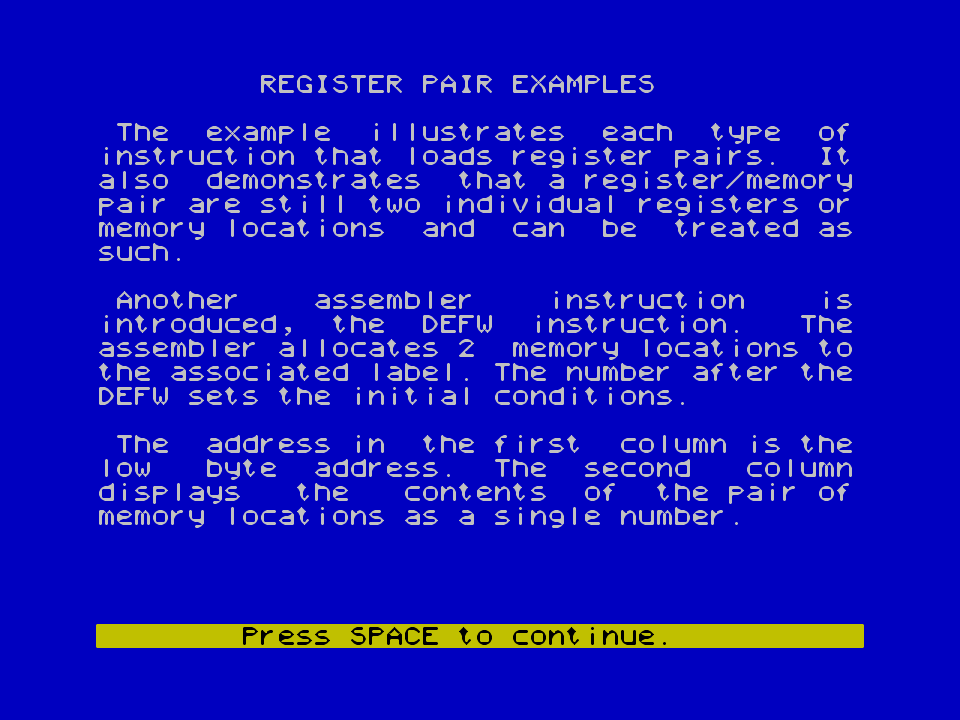 REGISTER PAIR EXAMPLES
The example illustrates each type of
instruction that loads register pairs. It
also demonstrates that a register/memory
pair are still two individual registers or
memory locations and can be treated as
such.
Another assembler instruction is
introduced, the DEFW instruction. The
assembler allocates 2 memory locations to
the associated label. The number after the
DEFW sets the initial conditions.
The address in the first column is the
low byte address. The second column
displays the contents of the pair of
memory locations as a single number.
Press SPACE to continue.